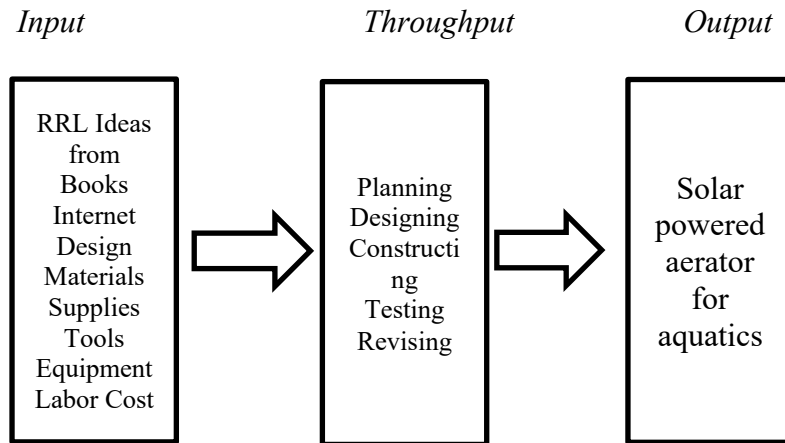 Input
Throughput
Output
RRL Ideas
from
Books
Internet
Design
Materials
Supplies
Tools
Equipment
Labor Cost
Planning
Designing
Constructi
ng
Testing
Revising
Solar
powered
aerator
for
aquatics